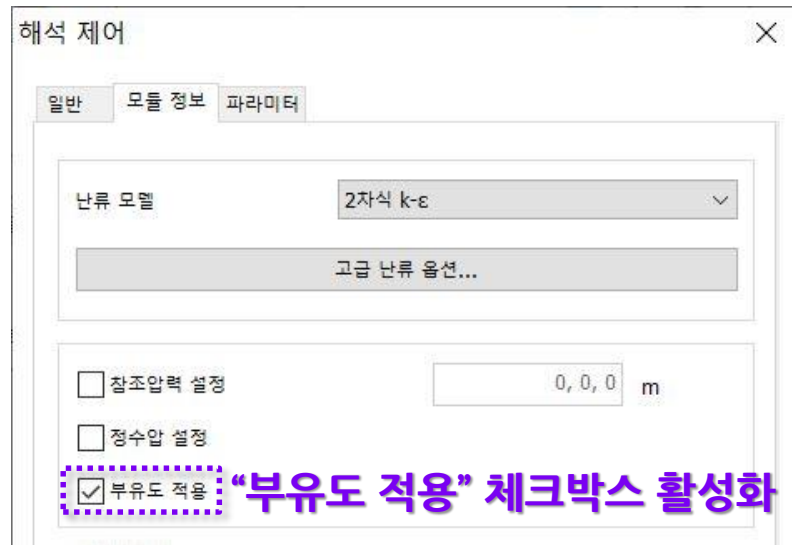 해석 제어
일반 모듈 정보 파라미터
난류 모델 2차식 k-ε
고급 난류 옵션...
참조압력 설정 0, 0, 0 m
정수압 설정
부유도 적용 “부유도 적용” 체크박스 활성화